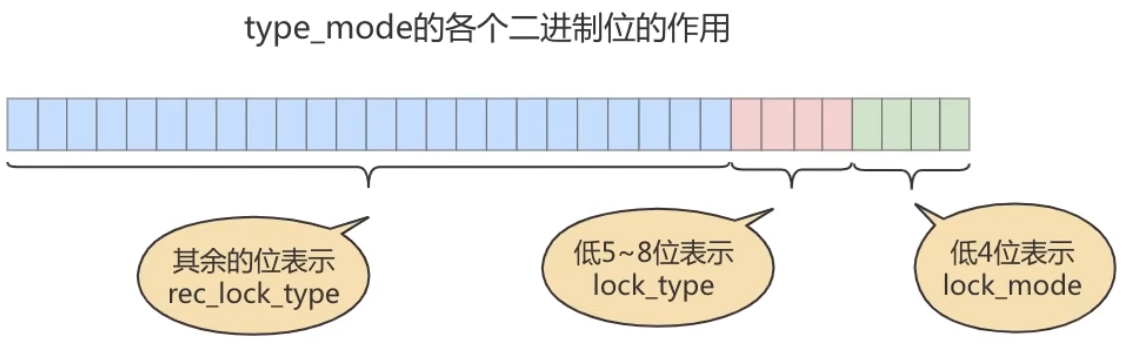 type_mode的各个二进制位的作用
其余的位表示
rec_lock_type
低5~8位表示
lock_type
低4位表示
lock_mode